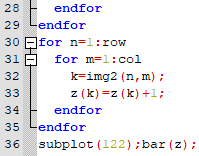 28 endfor
29 endfor
30 for n=1:row
31 for m=1:col
32 k=img2(n,m);
33 z(k)=z(k)+1;
34 endfor
35 endfor
36 subplot(122);bar(z);